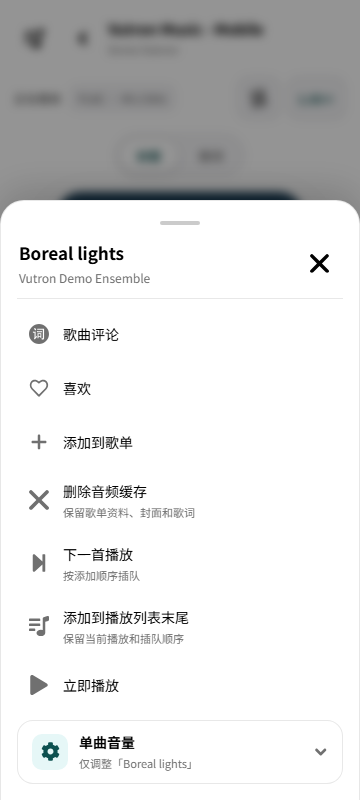 Vutron Music · Mobile
Boreal lights
Vutron Demo Ensemble
词
歌曲评论
喜欢
添加到歌单
删除音频缓存
保留歌单资料、封面和歌词
下一首播放
按添加顺序插队
添加到播放列表末尾
保留当前播放和插队顺序
立即播放
单曲音量
仅调整「Boreal lights」